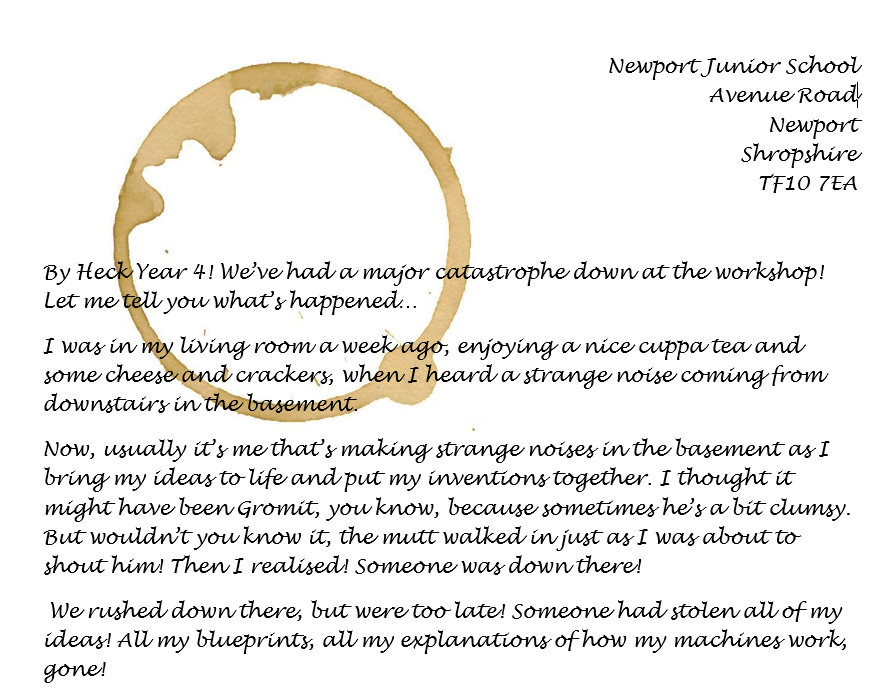 Newport Junior School
Avenue Road
Newport
Shropshire
TF10 7EA
By Heck Year 4! We've had a major catastrophe down at the workshop!
Let me tell you what's happened...
I was in my living room a week ago, enjoying a nice cuppa tea and
some cheese and crackers, when I heard a strange noise coming from
downstairs in the basement.
Now, usually it's me that's making strange noises in the basement as I
bring my ideas to life and put my inventions together. I thought it
might have been Gromit, you know, because sometimes he's a bit clumsy.
But wouldn't you know it, the mutt walked in just as I was about to
shout him! Then I realised! Someone was down there!
We rushed down there, but were too late! Someone had stolen all of my
ideas! All my blueprints, all my explanations of how my machines work,
gone!